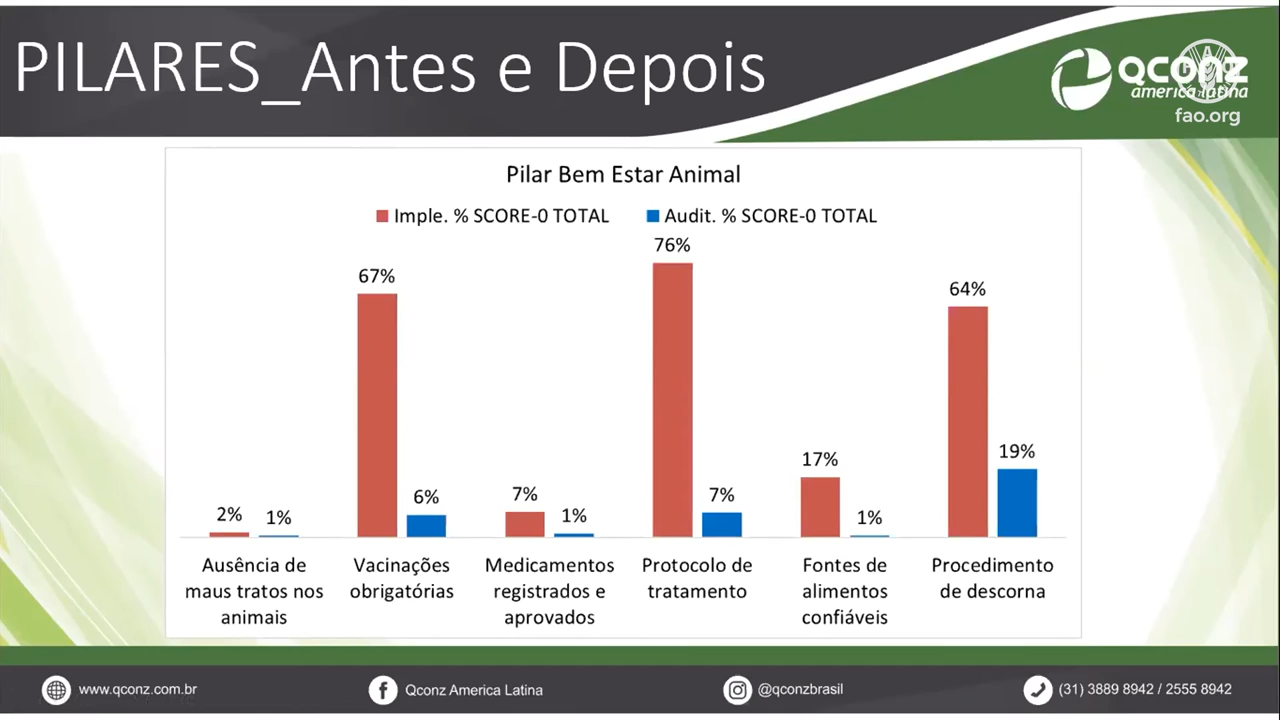 PILARES_Antes e Depois
qconz
america latina
fao.org
Pilar Bem Estar Animal
Imple. % SCORE-0 TOTAL
Audit. % SCORE-0 TOTAL
2%
1%
67%
6%
7%
1%
76%
7%
17%
1%
64%
19%
Ausência de
maus tratos nos
animais
Vacinações
obrigatórias
Medicamentos
registrados e
aprovados
Protocolo de
tratamento
Fontes de
alimentos
confiáveis
Procedimento
de descorna
www.qconz.com.br
Qconz America Latina
@qconzbrasil
(31) 3889 8942 / 2555 8942